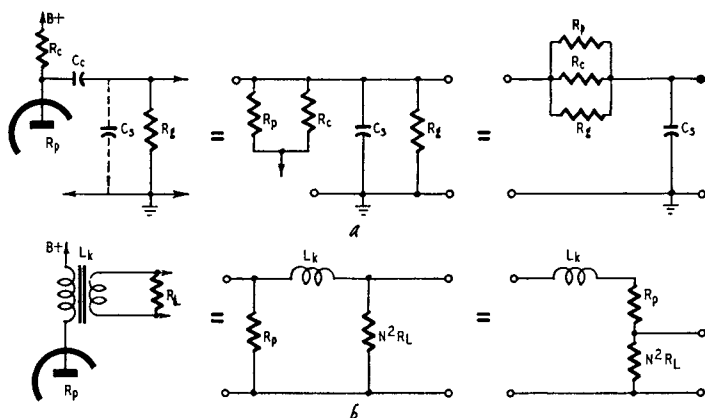 B+
Rc
Cc
Rp
Cs
Rg
=
Rp
Rc
Cs
Rg
=
Rp
Rc
Rg
Cs
a
B+
Lk
RL
Rp
=
Lk
Rp
N²RL
=
Lk
Rp
N²RL
b